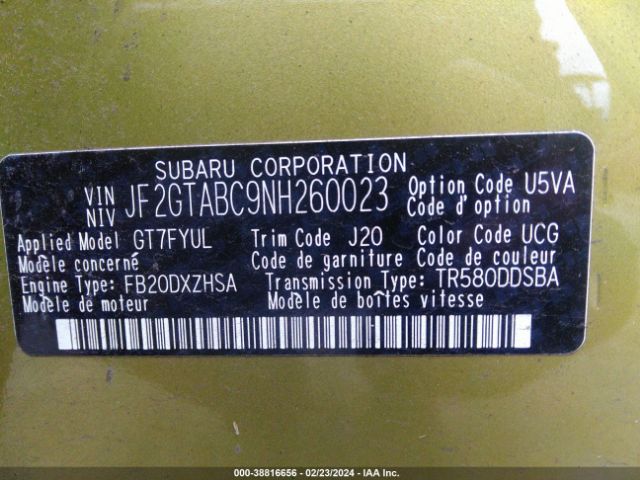 SUBARU CORPORATION
VIN NIV JF2GTABC9NH260023 Option Code U5VA
Code d'option
Applied Model GT7FYUL Trim Code J20 Color Code UCG
Modèle concerné Code de garniture Code de couleur
Engine Type: FB20DXZHSA Transmission Type: TR580DDSBA
Modèle de moteur Modèle de boîtes vitesse
000-38816656 - 02/23/2024 - IAA Inc.